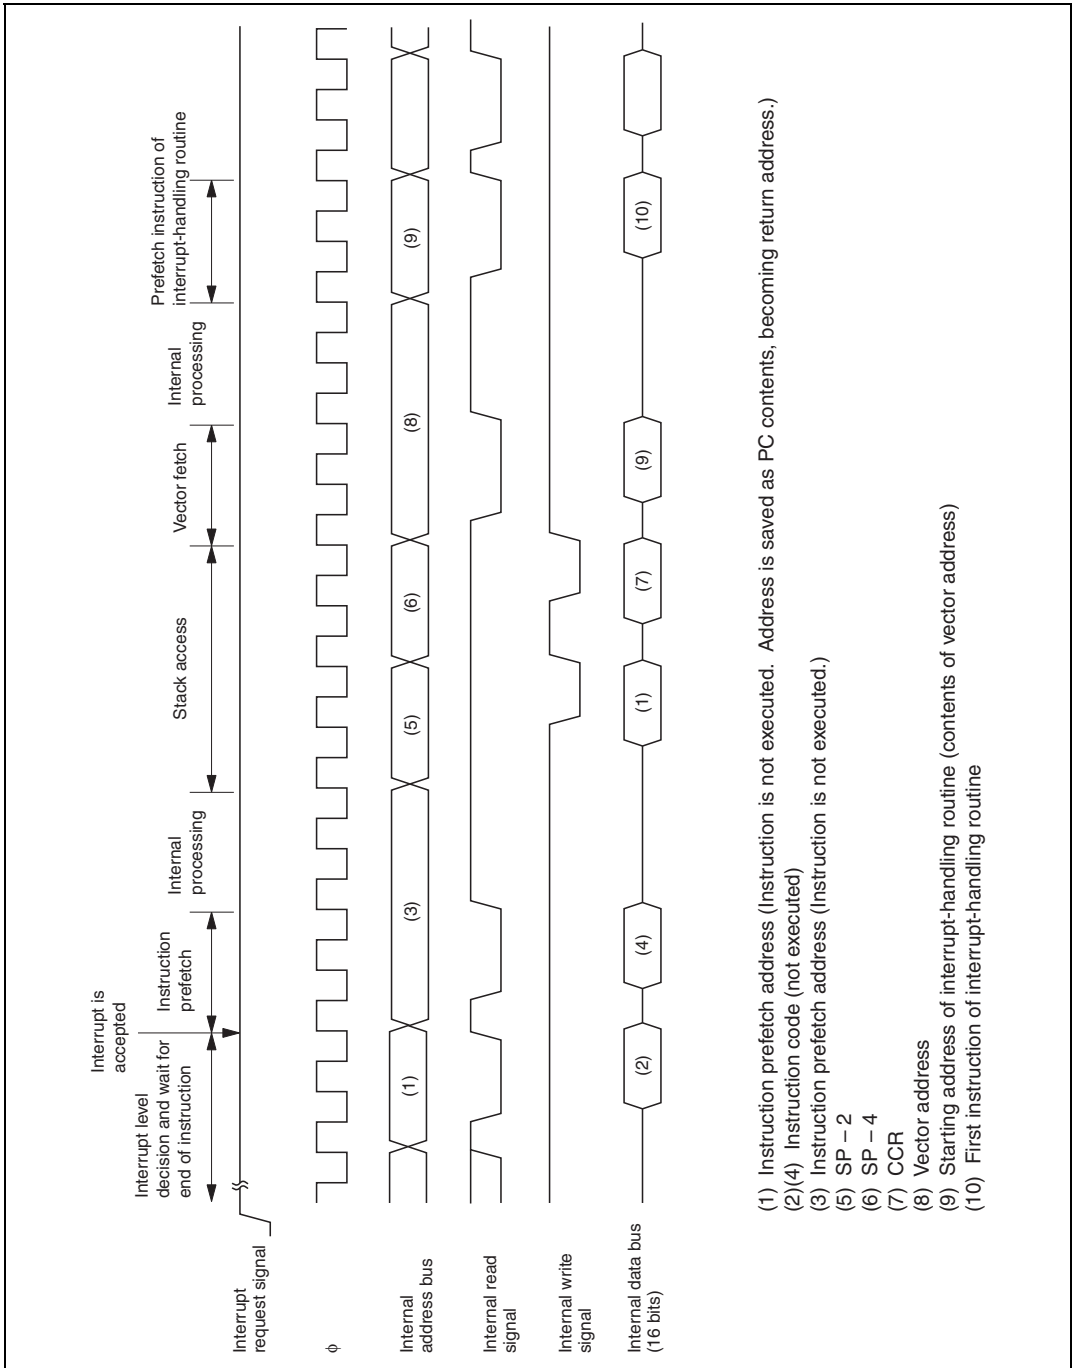 Interrupt is
accepted
Interrupt level
decision and wait for
end of instruction
Instruction
prefetch
Internal
processing
Stack access
Vector fetch
Internal
processing
Prefetch instruction of
interrupt-handling routine
Interrupt
request signal
φ
Internal
address bus
(1)
(3)
(5)
(6)
(8)
(9)
Internal read
signal
Internal write
signal
Internal data bus
(16 bits)
(2)
(4)
(1)
(7)
(9)
(10)
(1) Instruction prefetch address (Instruction is not executed. Address is saved as PC contents, becoming return address.)
(2)(4) Instruction code (not executed)
(3) Instruction prefetch address (Instruction is not executed.)
(5) SP – 2
(6) SP – 4
(7) CCR
(8) Vector address
(9) Starting address of interrupt-handling routine (contents of vector address)
(10) First instruction of interrupt-handling routine